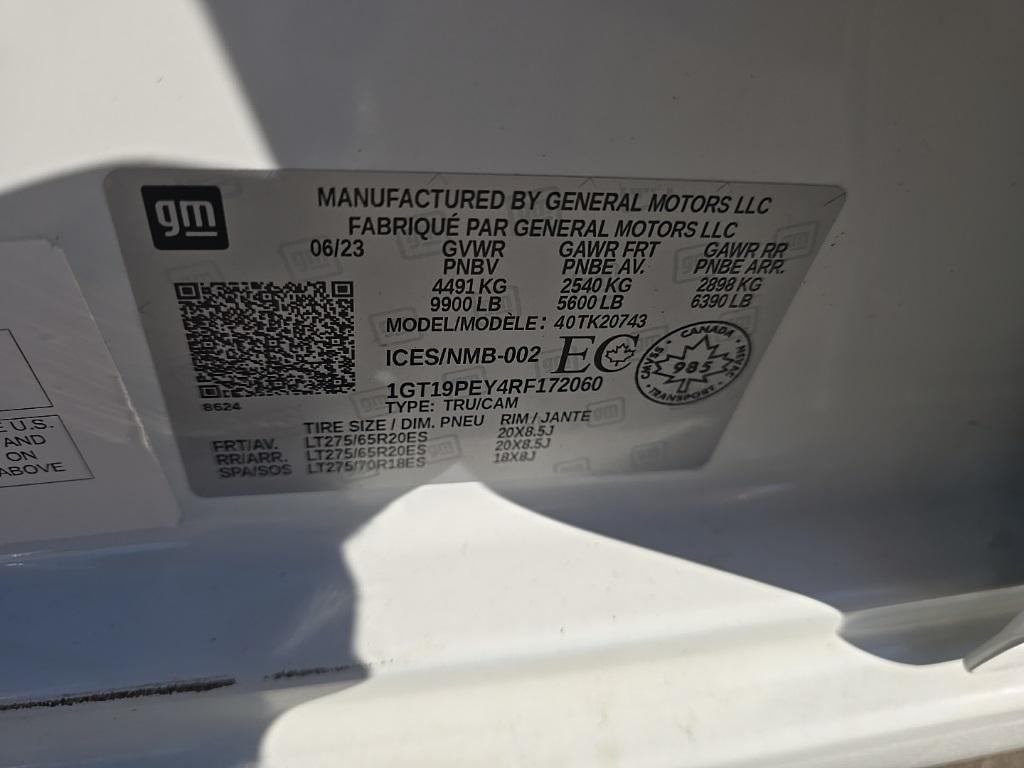 gm
MANUFACTURED BY GENERAL MOTORS LLC
FABRIQUÉ PAR GENERAL MOTORS LLC
06/23 GVWR GAWR FRT GAWR RR
PNBV PNBE AV. PNBE ARR.
4491 KG 2540 KG 2898 KG
9900 LB 5600 LB 6390 LB
MODEL/MODÈLE: 40TK20743
ICES/NMB-002 EC
CANADA
985
TRANSPORT
1GT19PEY4RF172060
8624
TYPE: TRU/CAM
TIRE SIZE / DIM. PNEU RIM / JANTE
FRT/AV. LT275/65R20ES 20X8.5J
RR/ARR. LT275/65R20ES 20X8.5J
SPA/SOS LT275/70R18ES 18X8J
E U.S.
AND
ON
ABOVE